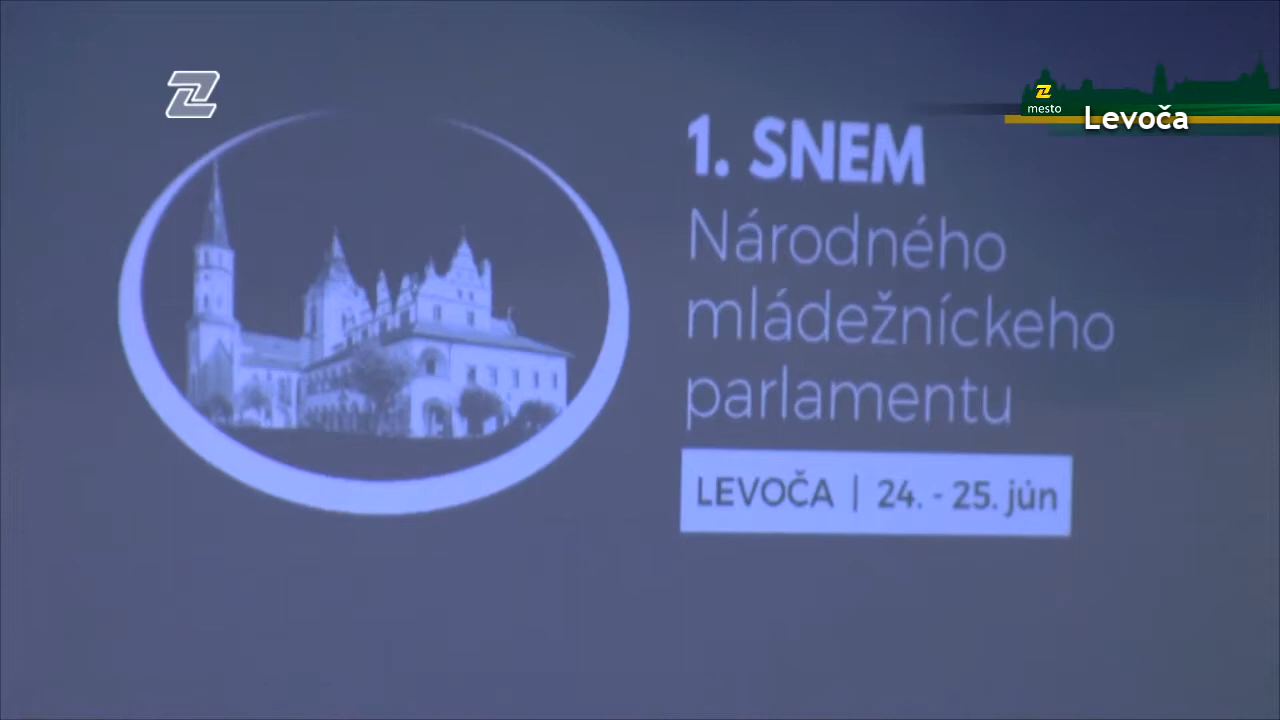 mesto
Levoča
1. SNEM
Národného
mládežníckeho
parlamentu
LEVOČA | 24. - 25. jún